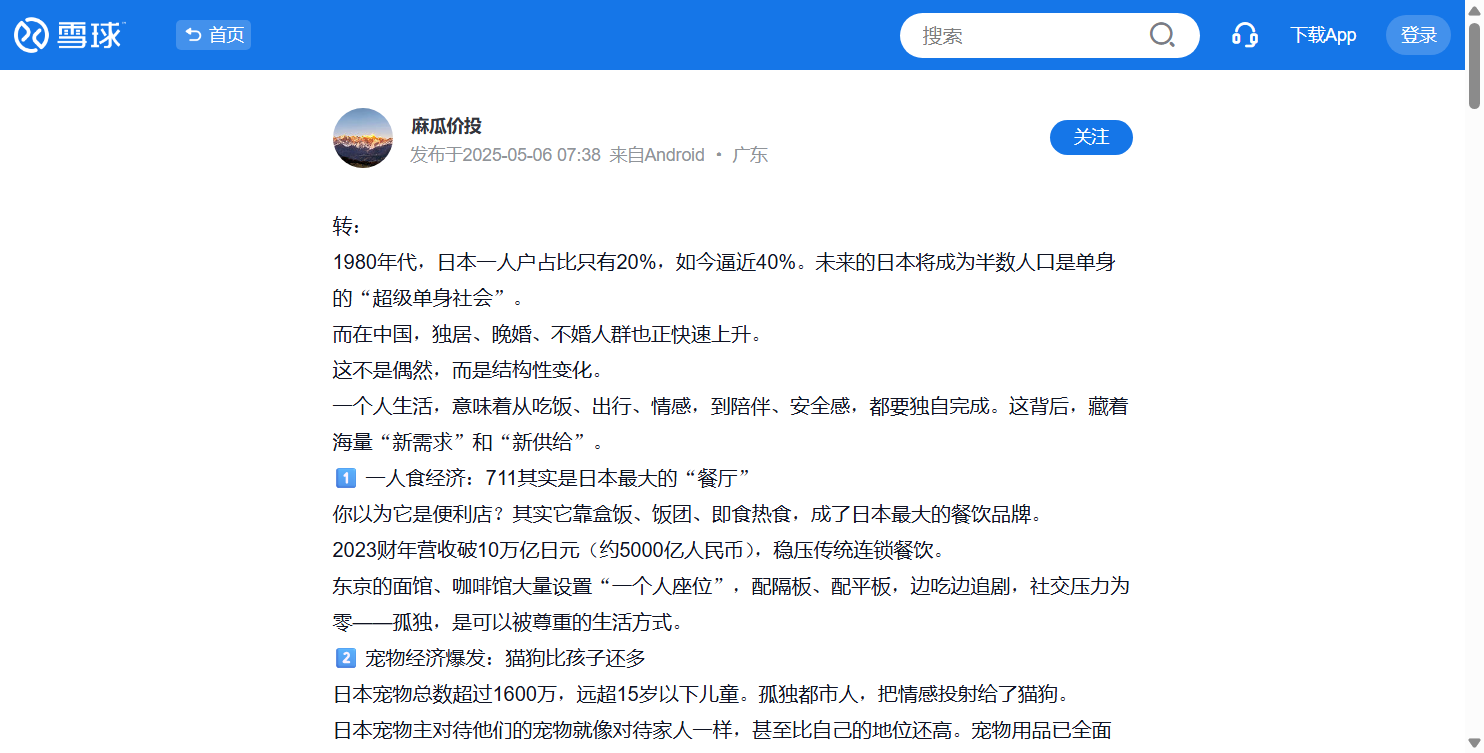 雪球
首页
搜索
下载App
登录
麻瓜价投
发布于2025-05-06 07:38 来自Android · 广东
关注
转：
1980年代，日本一人户占比只有20%，如今逼近40%。未来的日本将成为半数人口是单身
的“超级单身社会”。
而在中国，独居、晚婚、不婚人群也正快速上升。
这不是偶然，而是结构性变化。
一个人生活，意味着从吃饭、出行、情感，到陪伴、安全感，都要独自完成。这背后，藏着
海量“新需求”和“新供给”。
1️⃣ 一人食经济：711其实是日本最大的“餐厅”
你以为它是便利店？其实它靠盒饭、饭团、即食热食，成了日本最大的餐饮品牌。
2023财年营收破10万亿日元（约5000亿人民币），稳压传统连锁餐饮。
东京的面馆、咖啡馆大量设置“一个人座位”，配隔板、配平板，边吃边追剧，社交压力为
零——孤独，是可以被尊重的生活方式。
2️⃣ 宠物经济爆发：猫狗比孩子还多
日本宠物总数超过1600万，远超15岁以下儿童。孤独都市人，把情感投射给了猫狗。
日本宠物主对待他们的宠物就像对待家人一样，甚至比自己的地位还高。宠物用品已全面